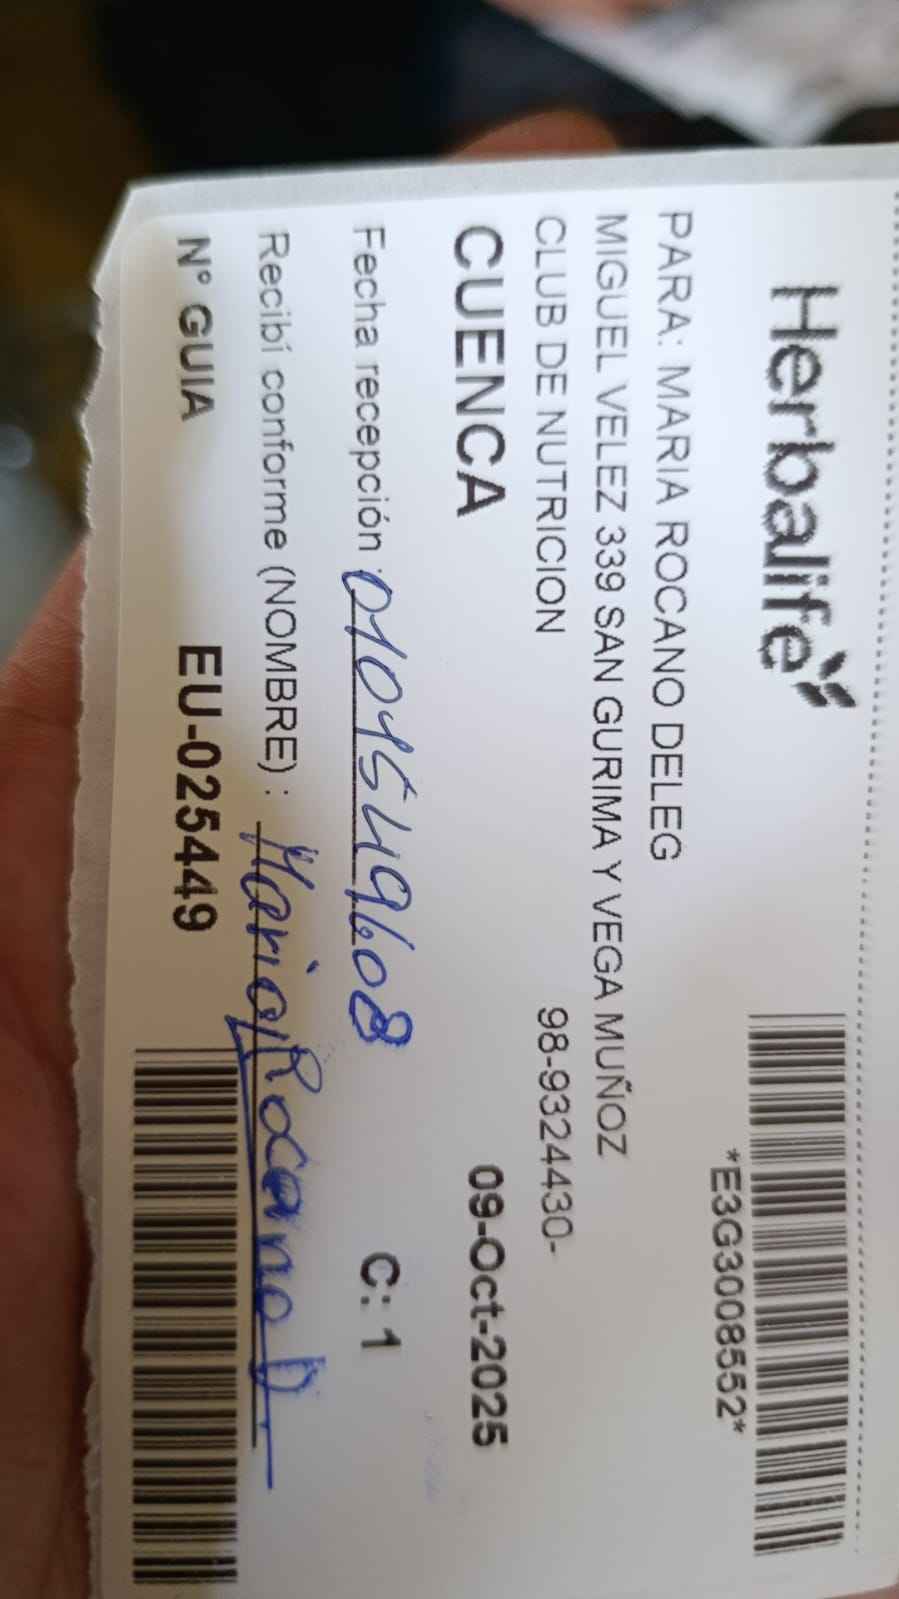 Herbalife
*E3G3008552*
PARA: MARIA ROCANO DELEG
MIGUEL VELEZ 339 SAN GURIMA Y VEGA MUÑOZ
CLUB DE NUTRICION 98-9324430-
CUENCA 09-Oct-2025
Fecha recepción : 0104549608 C: 1
Recibí conforme (NOMBRE) : Maria Rocano D.
N° GUIA EU-025449